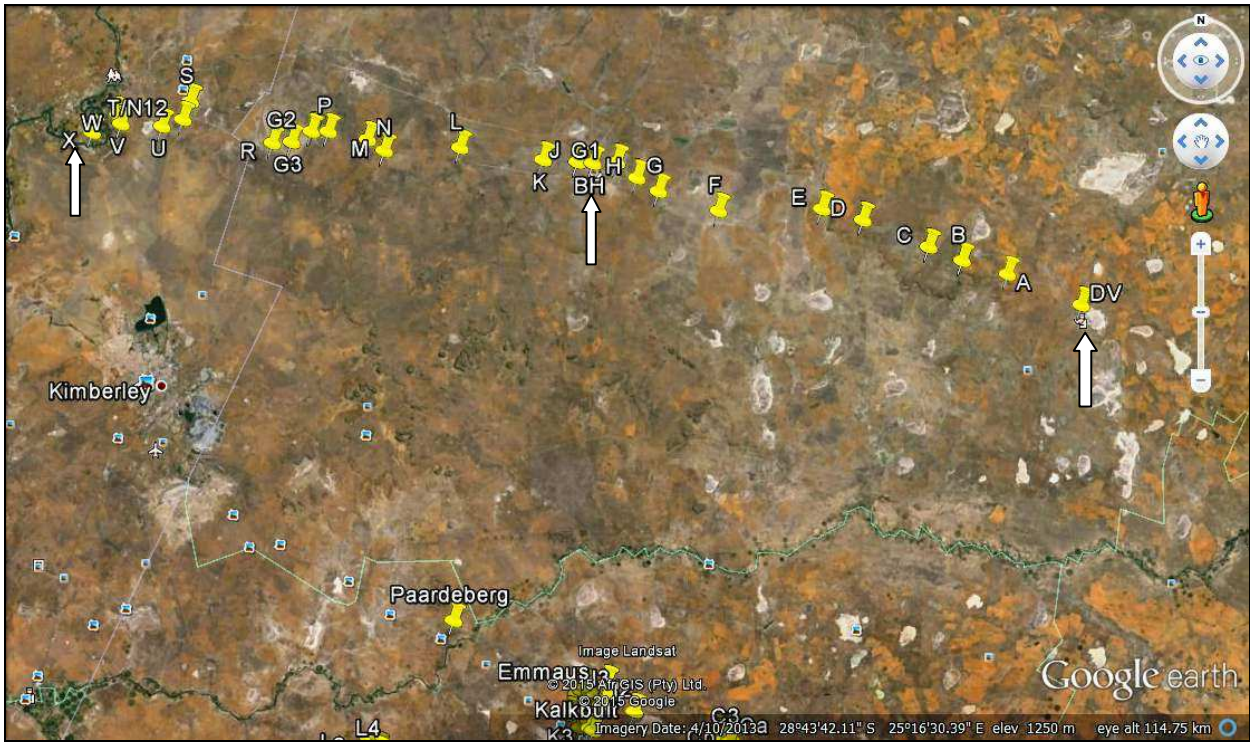 N
S
T/N12
W
X
V
U
G2
P
R
G3
M
N
L
J
K
G1
H
BH
G
F
E
D
C
B
A
DV
Kimberley
Paardeberg
Image Landsat
Emmaus
© 2015 AfriGIS (Pty) Ltd.
© 2015 Google
Kalkbult
Google earth
L4
K3
C3
Imagery Date: 4/10/2013 28°43'42.11" S 25°16'30.39" E elev 1250 m eye alt 114.75 km